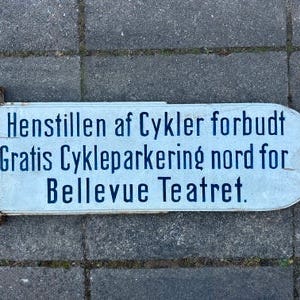 Henstillen af Cykler forbudt
Gratis Cykleparkering nord for
Bellevue Teatret.